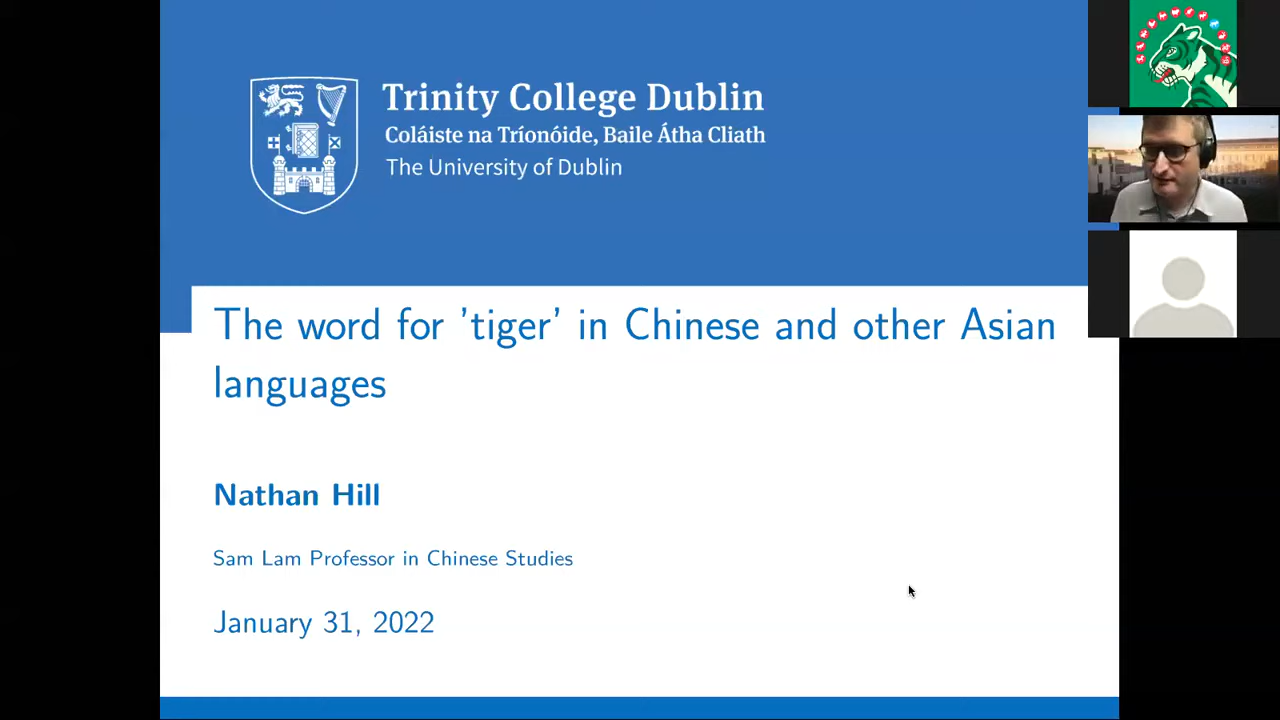 Trinity College Dublin
Coláiste na Tríonóide, Baile Átha Cliath
The University of Dublin
The word for 'tiger' in Chinese and other Asian
languages
Nathan Hill
Sam Lam Professor in Chinese Studies
January 31, 2022